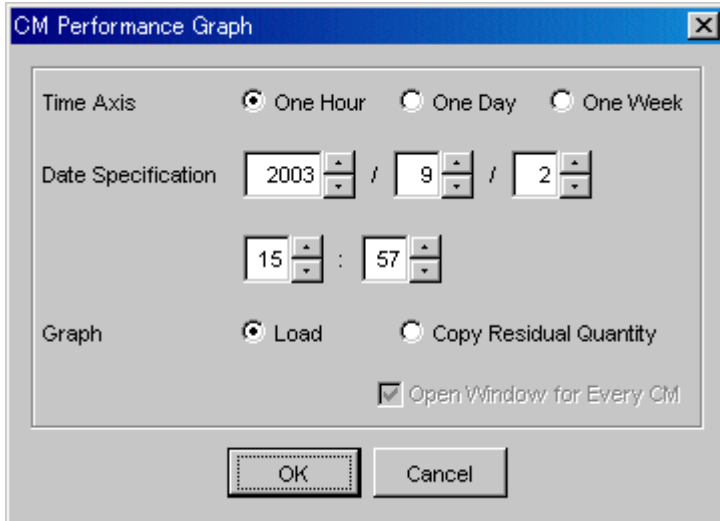 CM Performance Graph
Time Axis One Hour One Day One Week
Date Specification 2003 / 9 / 2
15 : 57
Graph Load Copy Residual Quantity
Open Window for Every CM
OK Cancel